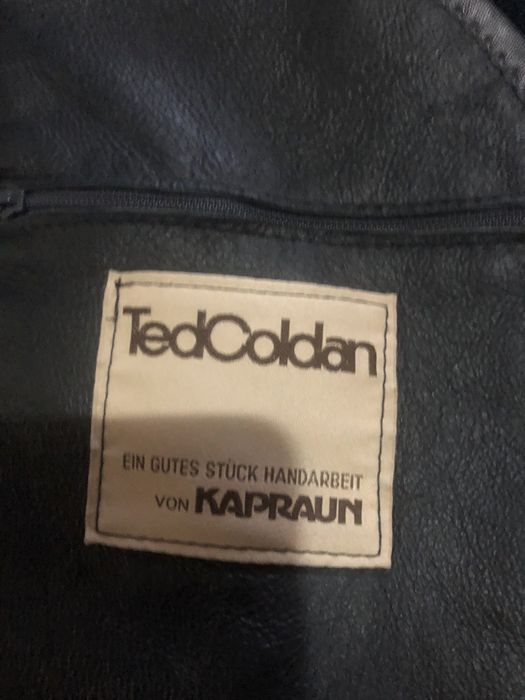 TedColdan
EIN GUTES STÜCK HANDARBEIT
VON KAPRAUN